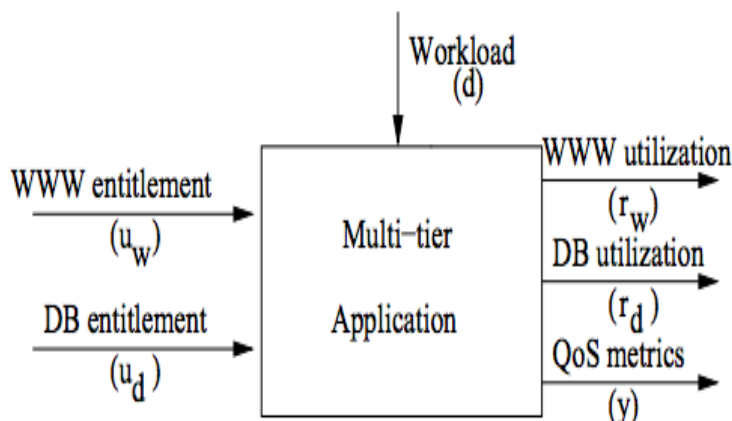 Workload
(d)
WWW entitlement
(u_w)
DB entitlement
(u_d)
Multi-tier
Application
WWW utilization
(r_w)
DB utilization
(r_d)
QoS metrics
(y)